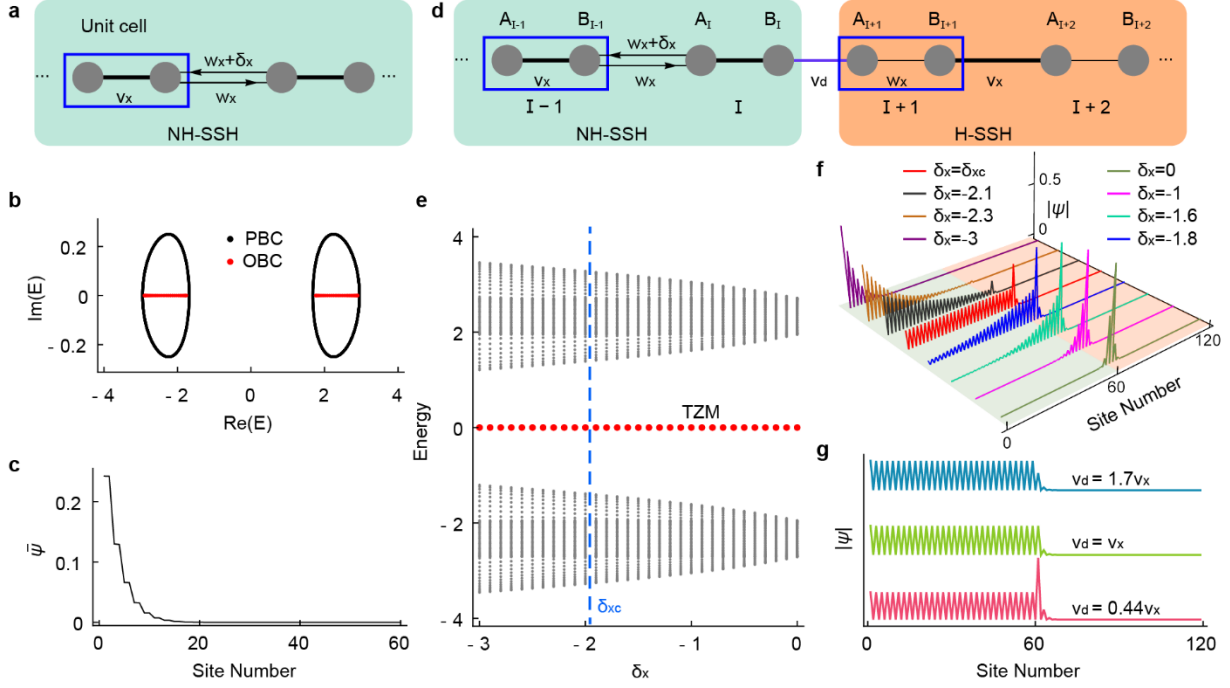 a
Unit cell
wx+δx
...
...
vx
wx
NH-SSH
b
0.2
0
- 0.2
Im(E)
PBC
OBC
- 4
- 2
0
2
4
Re(E)
c
0.2
0.1
0
ψ̄
0
20
40
60
Site Number
d
AI-1
BI-1
AI
BI
AI+1
BI+1
AI+2
BI+2
wx+δx
...
...
vx
wx
vd
wx
vx
I − 1
I
I + 1
I + 2
NH-SSH
H-SSH
e
4
2
0
- 2
- 4
Energy
TZM
δxc
- 3
- 2
- 1
0
δx
f
δx=δxc
δx=-2.1
δx=-2.3
δx=-3
0.5
|ψ|
0
δx=0
δx=-1
δx=-1.6
δx=-1.8
0
60
120
Site Number
g
|ψ|
vd = 1.7vx
vd = vx
vd = 0.44vx
0
60
120
Site Number